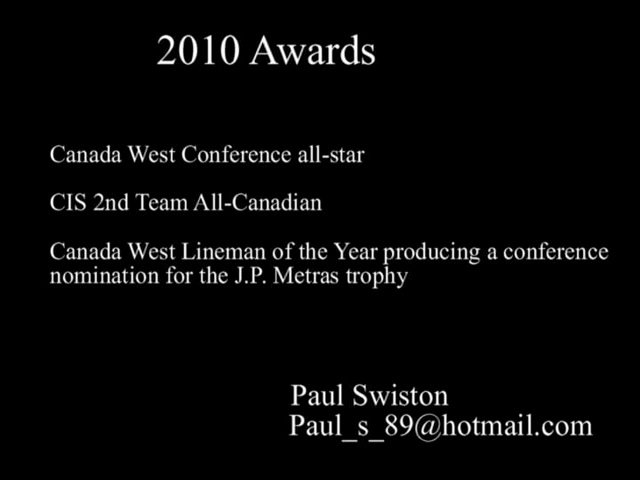 2010 Awards
Canada West Conference all-star
CIS 2nd Team All-Canadian
Canada West Lineman of the Year producing a conference
nomination for the J.P. Metras trophy
Paul Swiston
Paul_s_89@hotmail.com